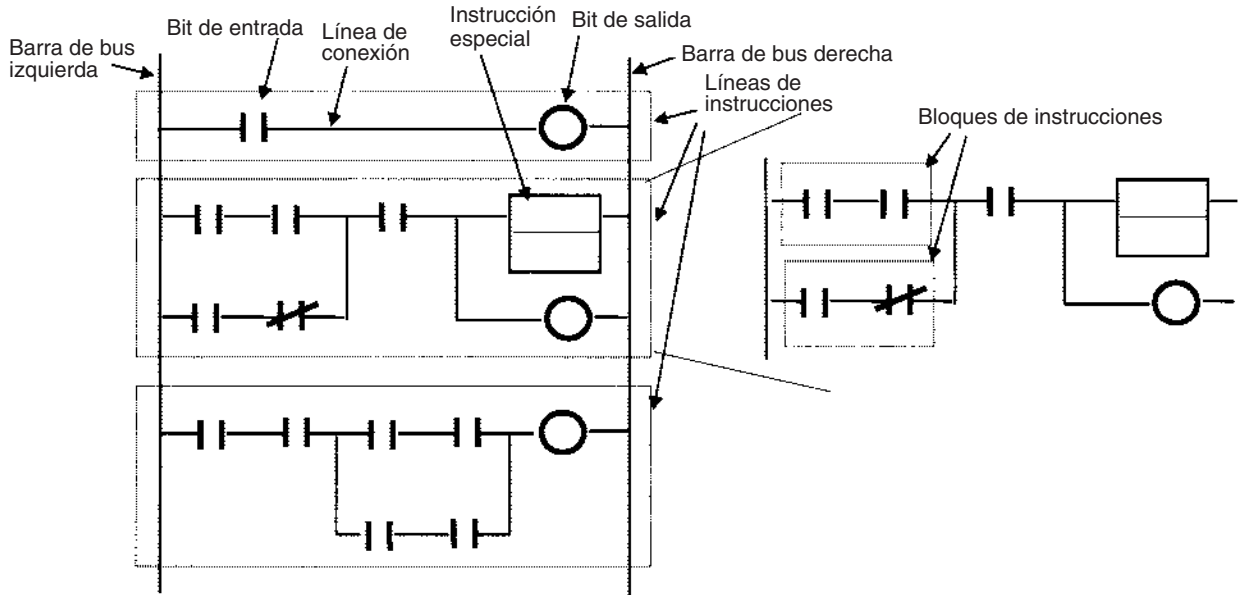 Barra de bus
izquierda
Bit de entrada
Línea de
conexión
Instrucción
especial
Bit de salida
Barra de bus derecha
Líneas de
instrucciones
Bloques de instrucciones